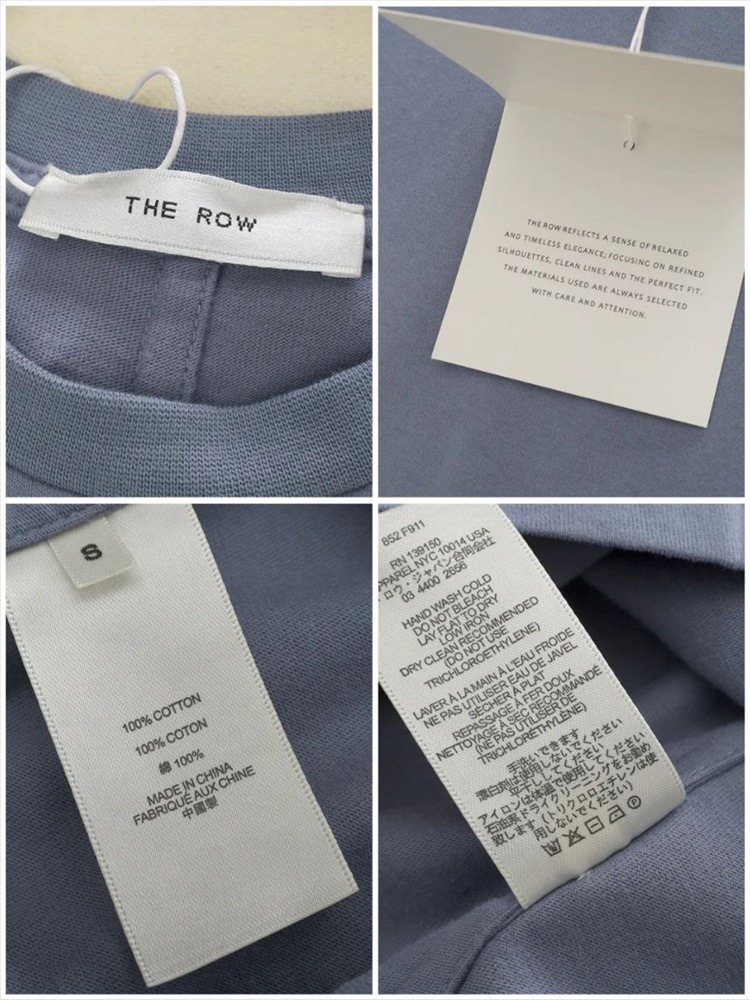 THE ROW
THE ROW REFLECTS A SENSE OF RELAXED
AND TIMELESS ELEGANCE; FOCUSING ON REFINED
SILHOUETTES, CLEAN LINES AND THE PERFECT FIT.
THE MATERIALS USED ARE ALWAYS SELECTED
WITH CARE AND ATTENTION.
S
100% COTTON
100% COTON
綿 100%
MADE IN CHINA
FABRIQUÉ AUX CHINE
中國製
852 F911
RN 139150
PPAREL NYC 10014 USA
ロウ・ジャパン合同会社
03 4400 2656
HAND WASH COLD
DO NOT BLEACH
LAY FLAT TO DRY
LOW IRON
DRY CLEAN RECOMMENDED
(DO NOT USE
TRICHLOROETHYLENE)
LAVER À LA MAIN À L'EAU FROIDE
NE PAS UTILISER EAU DE JAVEL
SÉCHER À PLAT
REPASSAGE À FER DOUX
NETTOYAGE À SEC RECOMMANDÉ
(NE PAS UTILISER DE
TRICHLORETHYLÈNE)
手洗いできます
漂白剤は使用しないでください
平干ししてください
アイロンは低温で使用してください
石油系ドライクリーニングをお勧め
致します(トリクロロエチレンは使
用しないでください)